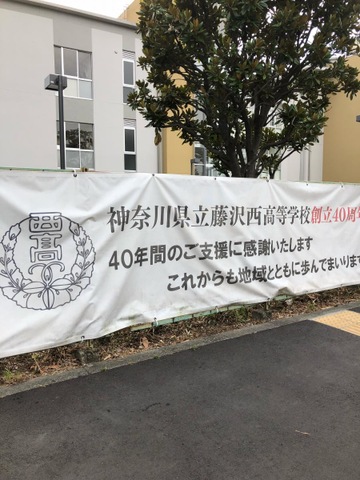 西高
神奈川県立藤沢西高等学校創立40周
40年間のご支援に感謝いたします
これからも地域とともに歩んでまいります